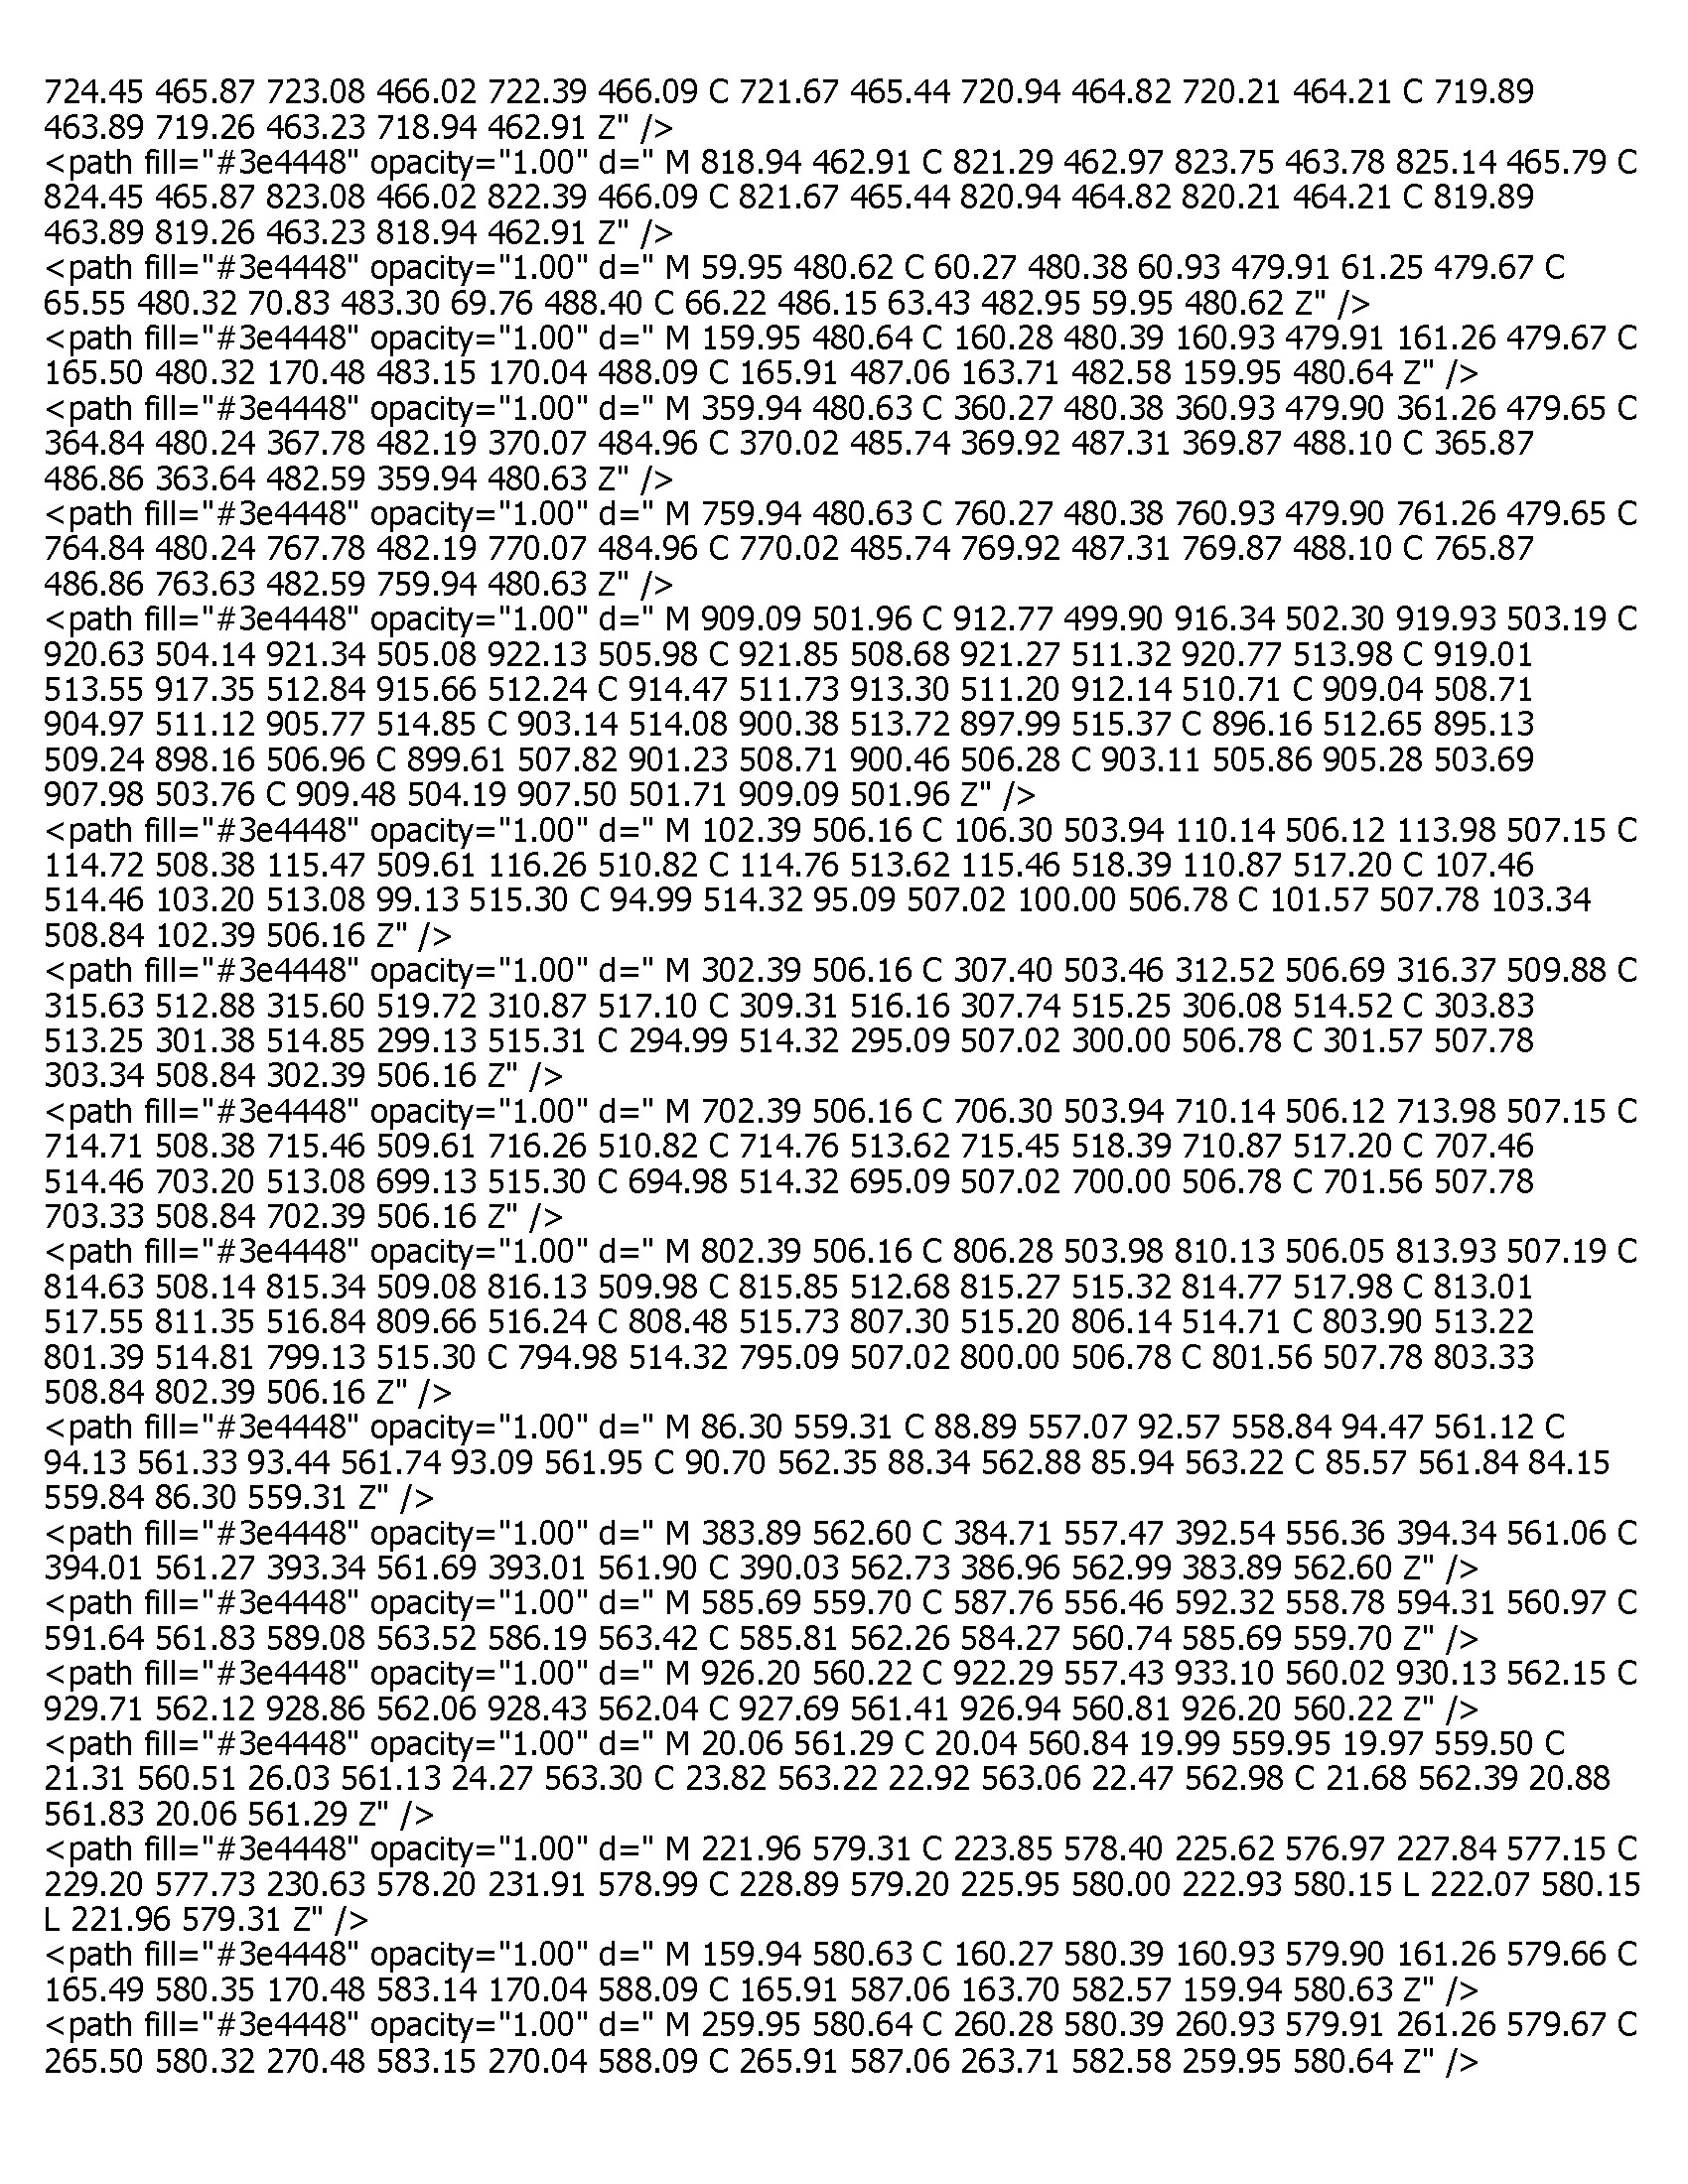 724.45 465.87 723.08 466.02 722.39 466.09 C 721.67 465.44 720.94 464.82 720.21 464.21 C 719.89
463.89 719.26 463.23 718.94 462.91 Z" />
<path fill="#3e4448" opacity="1.00" d=" M 818.94 462.91 C 821.29 462.97 823.75 463.78 825.14 465.79 C
824.45 465.87 823.08 466.02 822.39 466.09 C 821.67 465.44 820.94 464.82 820.21 464.21 C 819.89
463.89 819.26 463.23 818.94 462.91 Z" />
<path fill="#3e4448" opacity="1.00" d=" M 59.95 480.62 C 60.27 480.38 60.93 479.91 61.25 479.67 C
65.55 480.32 70.83 483.30 69.76 488.40 C 66.22 486.15 63.43 482.95 59.95 480.62 Z" />
<path fill="#3e4448" opacity="1.00" d=" M 159.95 480.64 C 160.28 480.39 160.93 479.91 161.26 479.67 C
165.50 480.32 170.48 483.15 170.04 488.09 C 165.91 487.06 163.71 482.58 159.95 480.64 Z" />
<path fill="#3e4448" opacity="1.00" d=" M 359.94 480.63 C 360.27 480.38 360.93 479.90 361.26 479.65 C
364.84 480.24 367.78 482.19 370.07 484.96 C 370.02 485.74 369.92 487.31 369.87 488.10 C 365.87
486.86 363.64 482.59 359.94 480.63 Z" />
<path fill="#3e4448" opacity="1.00" d=" M 759.94 480.63 C 760.27 480.38 760.93 479.90 761.26 479.65 C
764.84 480.24 767.78 482.19 770.07 484.96 C 770.02 485.74 769.92 487.31 769.87 488.10 C 765.87
486.86 763.63 482.59 759.94 480.63 Z" />
<path fill="#3e4448" opacity="1.00" d=" M 909.09 501.96 C 912.77 499.90 916.34 502.30 919.93 503.19 C
920.63 504.14 921.34 505.08 922.13 505.98 C 921.85 508.68 921.27 511.32 920.77 513.98 C 919.01
513.55 917.35 512.84 915.66 512.24 C 914.47 511.73 913.30 511.20 912.14 510.71 C 909.04 508.71
904.97 511.12 905.77 514.85 C 903.14 514.08 900.38 513.72 897.99 515.37 C 896.16 512.65 895.13
509.24 898.16 506.96 C 899.61 507.82 901.23 508.71 900.46 506.28 C 903.11 505.86 905.28 503.69
907.98 503.76 C 909.48 504.19 907.50 501.71 909.09 501.96 Z" />
<path fill="#3e4448" opacity="1.00" d=" M 102.39 506.16 C 106.30 503.94 110.14 506.12 113.98 507.15 C
114.72 508.38 115.47 509.61 116.26 510.82 C 114.76 513.62 115.46 518.39 110.87 517.20 C 107.46
514.46 103.20 513.08 99.13 515.30 C 94.99 514.32 95.09 507.02 100.00 506.78 C 101.57 507.78 103.34
508.84 102.39 506.16 Z" />
<path fill="#3e4448" opacity="1.00" d=" M 302.39 506.16 C 307.40 503.46 312.52 506.69 316.37 509.88 C
315.63 512.88 315.60 519.72 310.87 517.10 C 309.31 516.16 307.74 515.25 306.08 514.52 C 303.83
513.25 301.38 514.85 299.13 515.31 C 294.99 514.32 295.09 507.02 300.00 506.78 C 301.57 507.78
303.34 508.84 302.39 506.16 Z" />
<path fill="#3e4448" opacity="1.00" d=" M 702.39 506.16 C 706.30 503.94 710.14 506.12 713.98 507.15 C
714.71 508.38 715.46 509.61 716.26 510.82 C 714.76 513.62 715.45 518.39 710.87 517.20 C 707.46
514.46 703.20 513.08 699.13 515.30 C 694.98 514.32 695.09 507.02 700.00 506.78 C 701.56 507.78
703.33 508.84 702.39 506.16 Z" />
<path fill="#3e4448" opacity="1.00" d=" M 802.39 506.16 C 806.28 503.98 810.13 506.05 813.93 507.19 C
814.63 508.14 815.34 509.08 816.13 509.98 C 815.85 512.68 815.27 515.32 814.77 517.98 C 813.01
517.55 811.35 516.84 809.66 516.24 C 808.48 515.73 807.30 515.20 806.14 514.71 C 803.90 513.22
801.39 514.81 799.13 515.30 C 794.98 514.32 795.09 507.02 800.00 506.78 C 801.56 507.78 803.33
508.84 802.39 506.16 Z" />
<path fill="#3e4448" opacity="1.00" d=" M 86.30 559.31 C 88.89 557.07 92.57 558.84 94.47 561.12 C
94.13 561.33 93.44 561.74 93.09 561.95 C 90.70 562.35 88.34 562.88 85.94 563.22 C 85.57 561.84 84.15
559.84 86.30 559.31 Z" />
<path fill="#3e4448" opacity="1.00" d=" M 383.89 562.60 C 384.71 557.47 392.54 556.36 394.34 561.06 C
394.01 561.27 393.34 561.69 393.01 561.90 C 390.03 562.73 386.96 562.99 383.89 562.60 Z" />
<path fill="#3e4448" opacity="1.00" d=" M 585.69 559.70 C 587.76 556.46 592.32 558.78 594.31 560.97 C
591.64 561.83 589.08 563.52 586.19 563.42 C 585.81 562.26 584.27 560.74 585.69 559.70 Z" />
<path fill="#3e4448" opacity="1.00" d=" M 926.20 560.22 C 922.29 557.43 933.10 560.02 930.13 562.15 C
929.71 562.12 928.86 562.06 928.43 562.04 C 927.69 561.41 926.94 560.81 926.20 560.22 Z" />
<path fill="#3e4448" opacity="1.00" d=" M 20.06 561.29 C 20.04 560.84 19.99 559.95 19.97 559.50 C
21.31 560.51 26.03 561.13 24.27 563.30 C 23.82 563.22 22.92 563.06 22.47 562.98 C 21.68 562.39 20.88
561.83 20.06 561.29 Z" />
<path fill="#3e4448" opacity="1.00" d=" M 221.96 579.31 C 223.85 578.40 225.62 576.97 227.84 577.15 C
229.20 577.73 230.63 578.20 231.91 578.99 C 228.89 579.20 225.95 580.00 222.93 580.15 L 222.07 580.15
L 221.96 579.31 Z" />
<path fill="#3e4448" opacity="1.00" d=" M 159.94 580.63 C 160.27 580.39 160.93 579.90 161.26 579.66 C
165.49 580.35 170.48 583.14 170.04 588.09 C 165.91 587.06 163.70 582.57 159.94 580.63 Z" />
<path fill="#3e4448" opacity="1.00" d=" M 259.95 580.64 C 260.28 580.39 260.93 579.91 261.26 579.67 C
265.50 580.32 270.48 583.15 270.04 588.09 C 265.91 587.06 263.71 582.58 259.95 580.64 Z" />